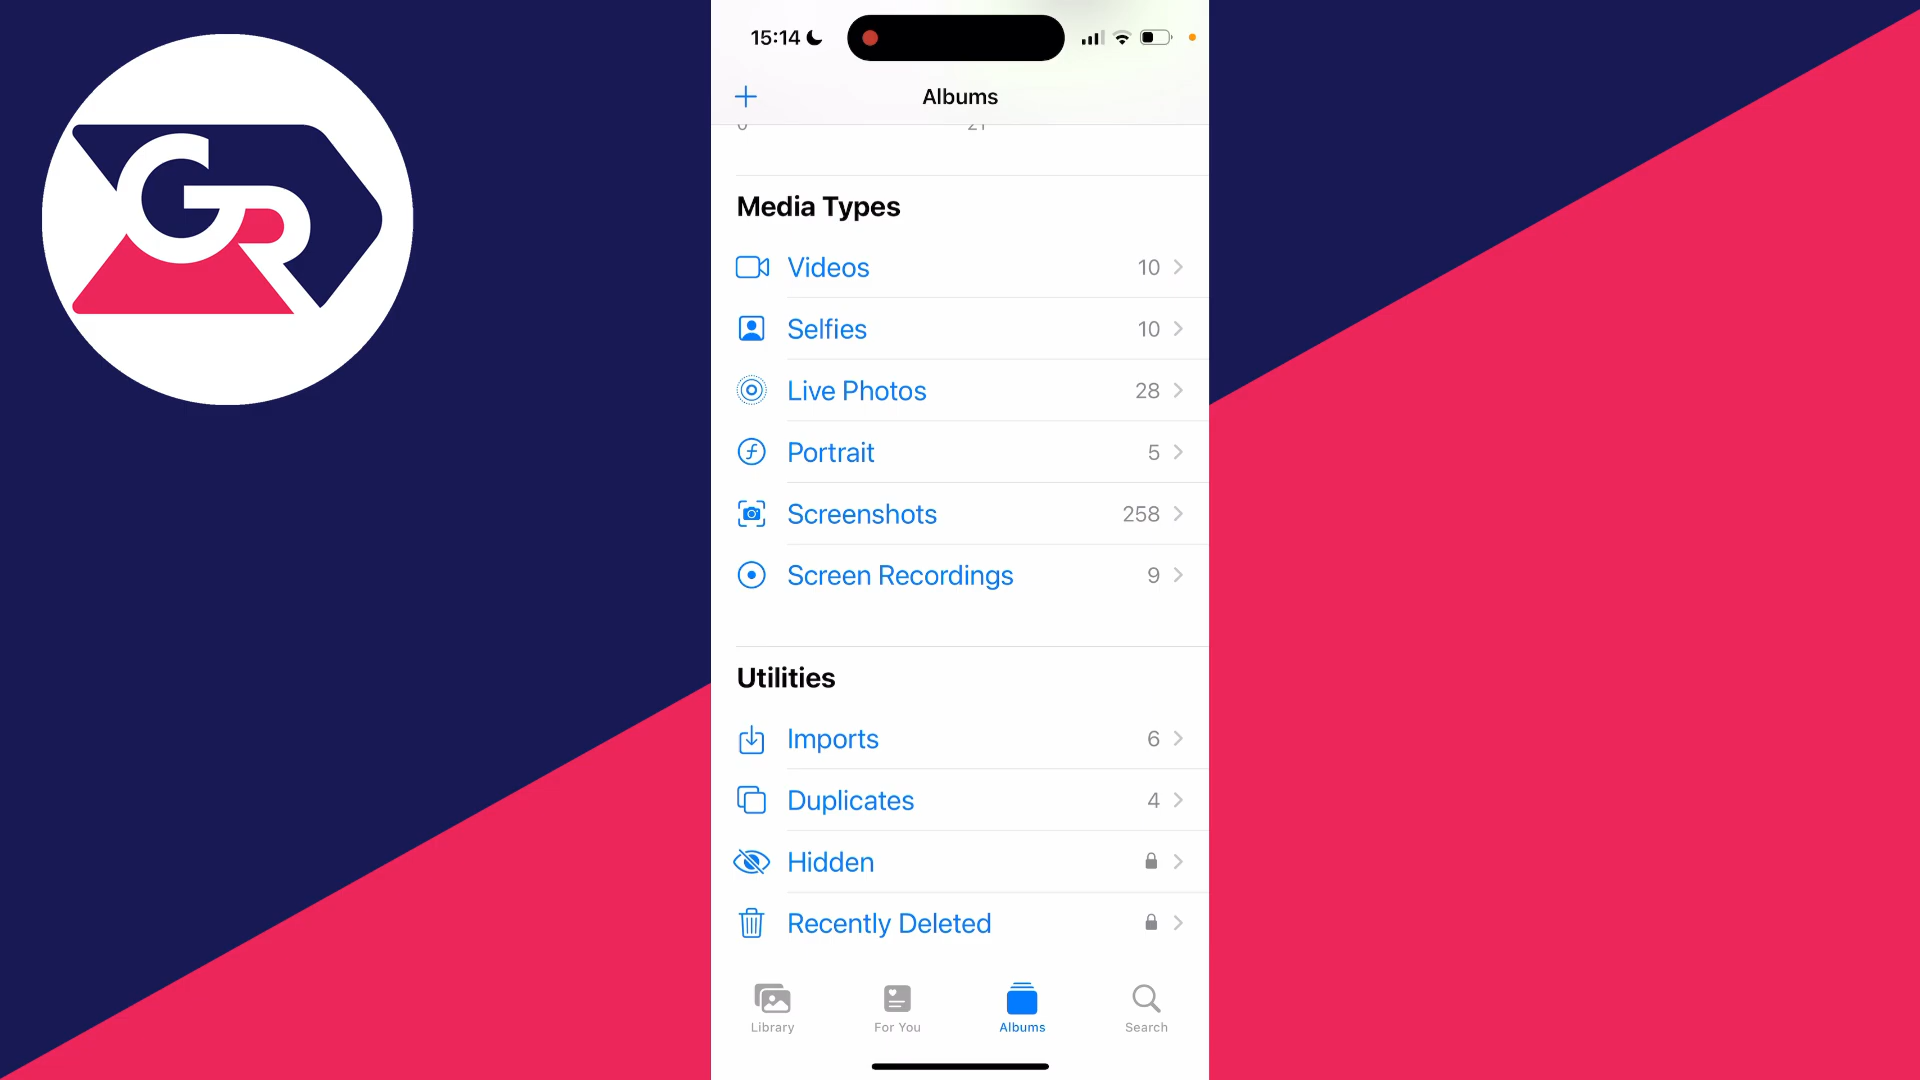 GR
15:14
Albums
Media Types
Videos 10
Selfies 10
Live Photos 28
Portrait 5
Screenshots 258
Screen Recordings 9
Utilities
Imports 6
Duplicates 4
Hidden
Recently Deleted
Library For You Albums Search